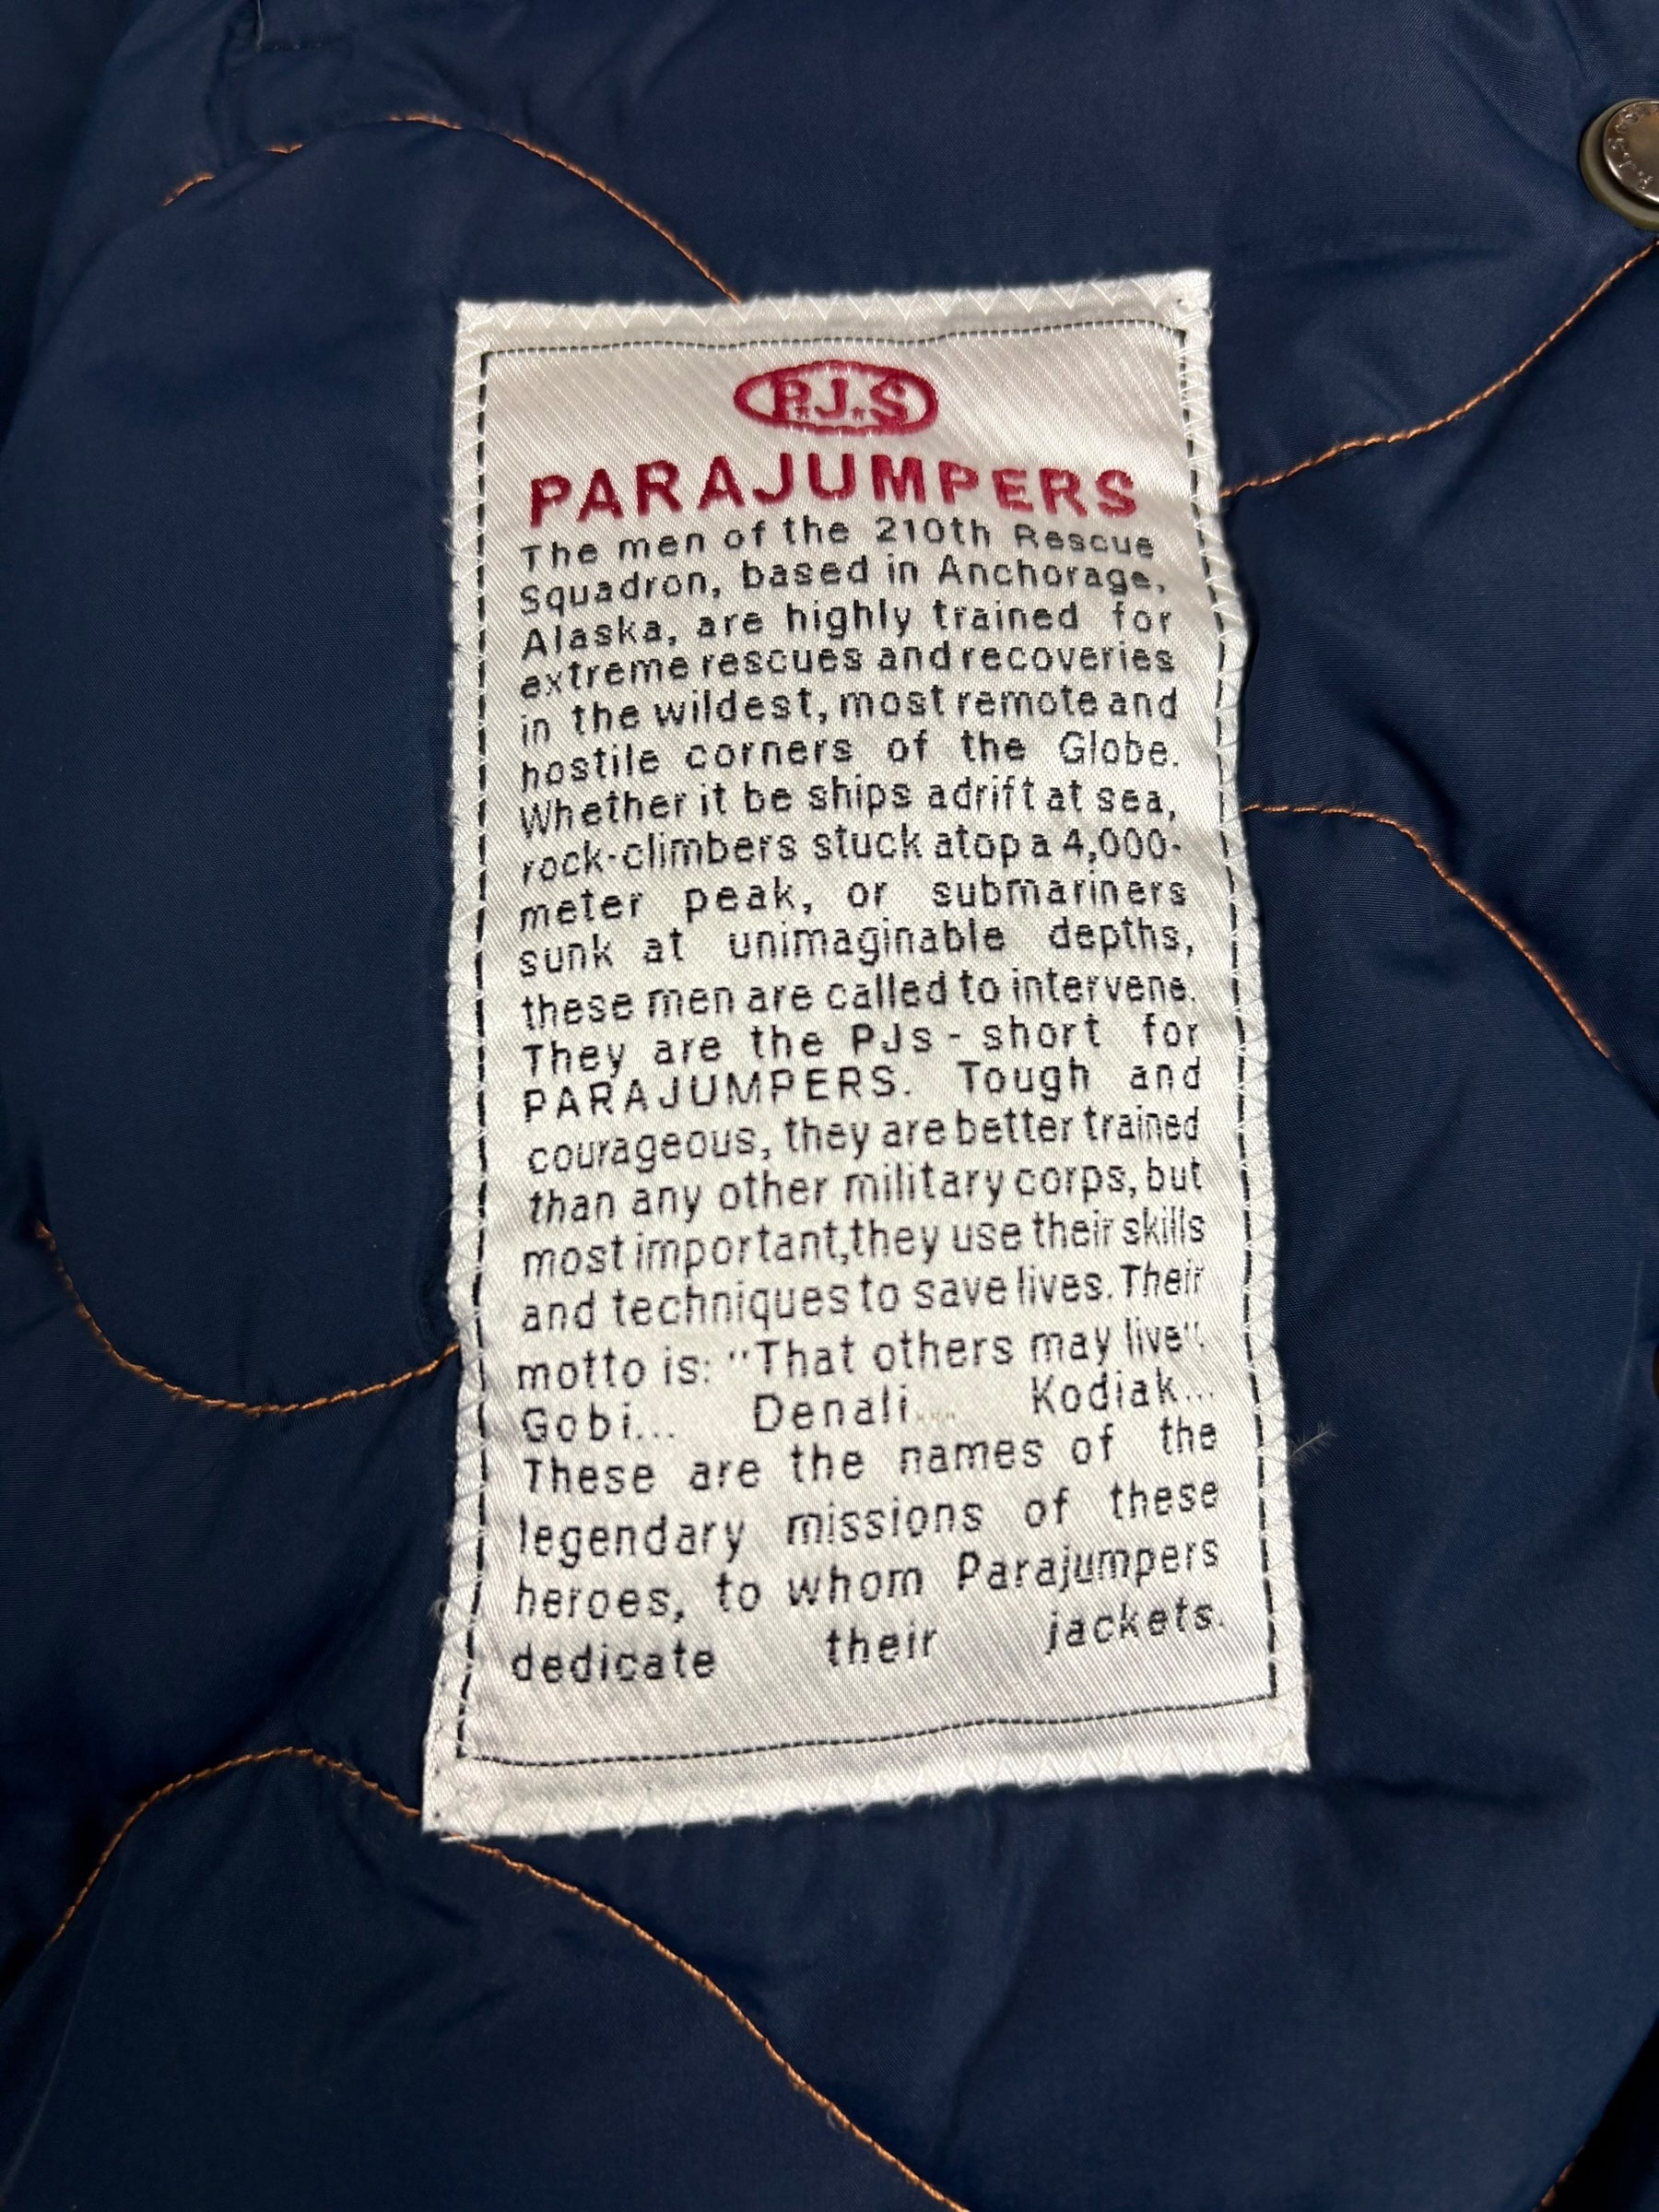 P.J.S
PARAJUMPERS
The men of the 210th Rescue
Squadron, based in Anchorage,
Alaska, are highly trained for
extreme rescues and recoveries
in the wildest, most remote and
hostile corners of the Globe.
Whether it be ships adrift at sea,
rock-climbers stuck atop a 4,000-
meter peak, or submariners
sunk at unimaginable depths,
these men are called to intervene.
They are the PJs - short for
PARAJUMPERS. Tough and
courageous, they are better trained
than any other military corps, but
most important,they use their skills
and techniques to save lives. Their
motto is: "That others may live".
Gobi... Denali... Kodiak...
These are the names of the
legendary missions of these
heroes, to whom Parajumpers
dedicate their jackets.